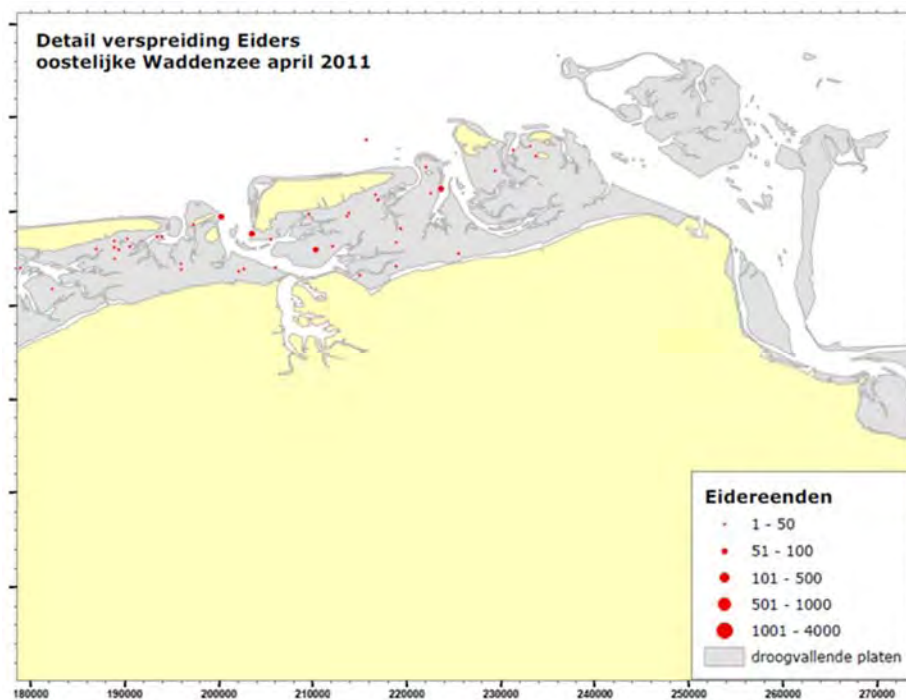 Detail verspreiding Eiders
oostelijke Waddenzee april 2011
Eidereenden
1 - 50
51 - 100
101 - 500
501 - 1000
1001 - 4000
droogvallende platen
180000 190000 200000 210000 220000 230000 240000 250000 260000 270000